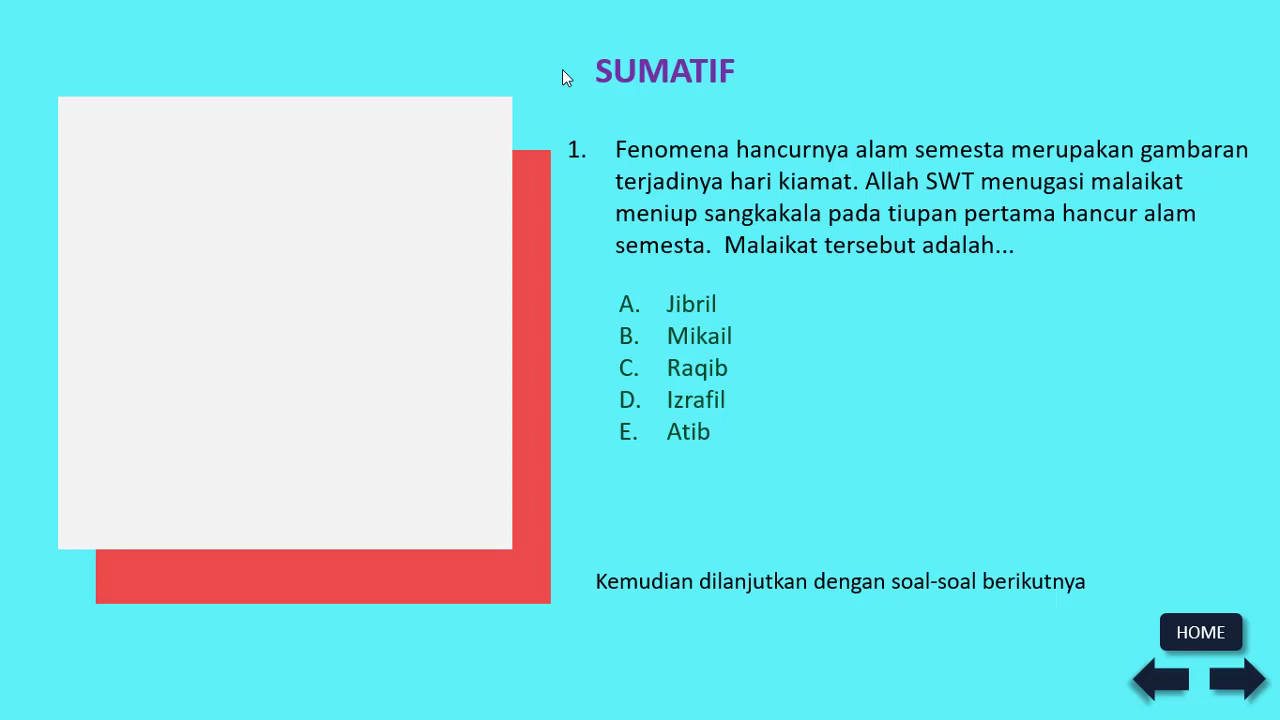 SUMATIF
1. Fenomena hancurnya alam semesta merupakan gambaran
terjadinya hari kiamat. Allah SWT menugasi malaikat
meniup sangkakala pada tiupan pertama hancur alam
semesta.  Malaikat tersebut adalah...
A. Jibril
B. Mikail
C. Raqib
D. Izrafil
E. Atib
Kemudian dilanjutkan dengan soal-soal berikutnya
HOME